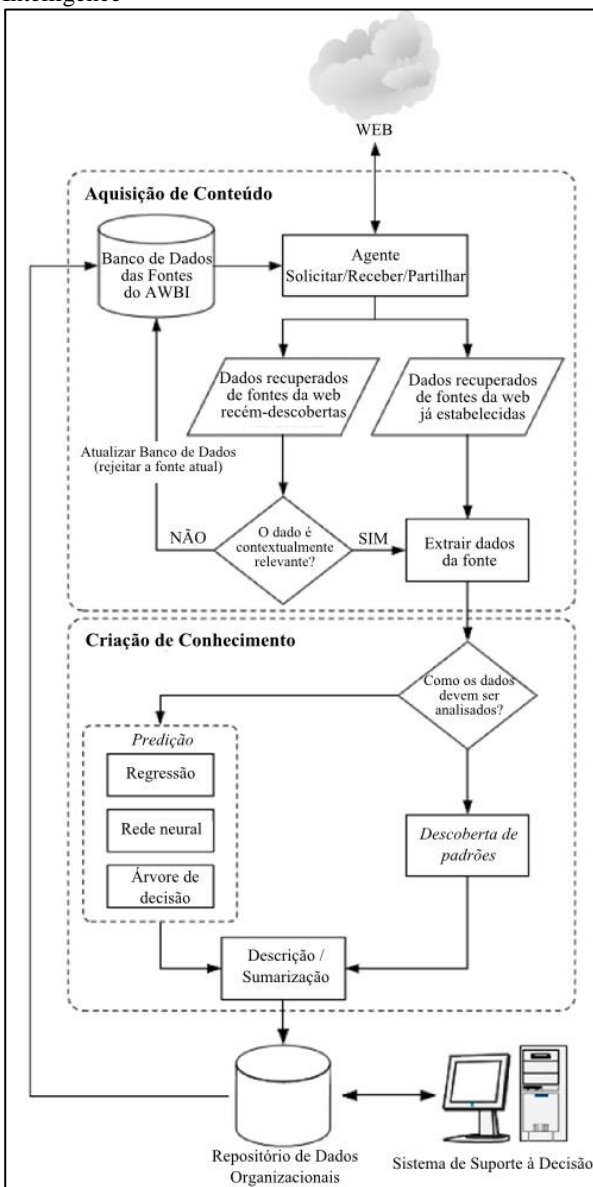 Intelligence
WEB
Aquisição de Conteúdo
Banco de Dados
das Fontes
do AWBI
Agente
Solicitar/Receber/Partilhar
Dados recuperados
de fontes da web
recém-descobertas
Dados recuperados
de fontes da web
já estabelecidas
Atualizar Banco de Dados
(rejeitar a fonte atual)
NÃO
O dado é
contextualmente
relevante?
SIM
Extrair dados
da fonte
Criação de Conhecimento
Como os dados
devem ser
analisados?
Predição
Regressão
Rede neural
Árvore de
decisão
Descoberta de
padrões
Descrição /
Sumarização
Repositório de Dados
Organizacionais
Sistema de Suporte à Decisão